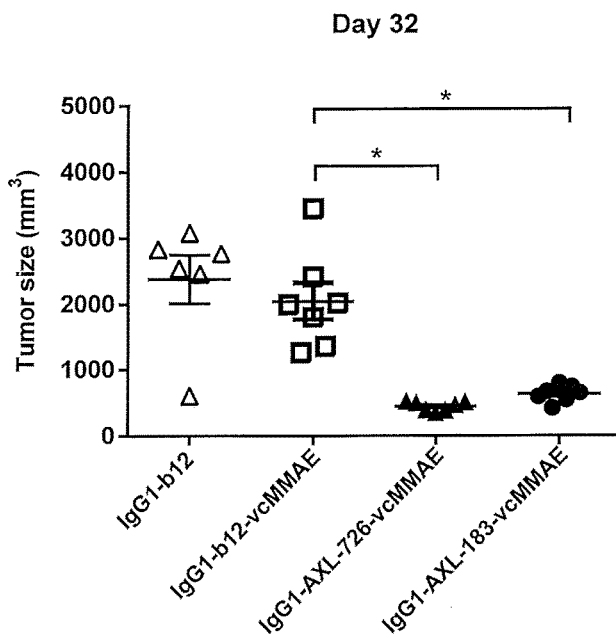 Day 32
*
*
Tumor size (mm³)
5000
4000
3000
2000
1000
0
IgG1-b12
IgG1-b12-vcMMAE
IgG1-AXL-726-vcMMAE
IgG1-AXL-183-vcMMAE